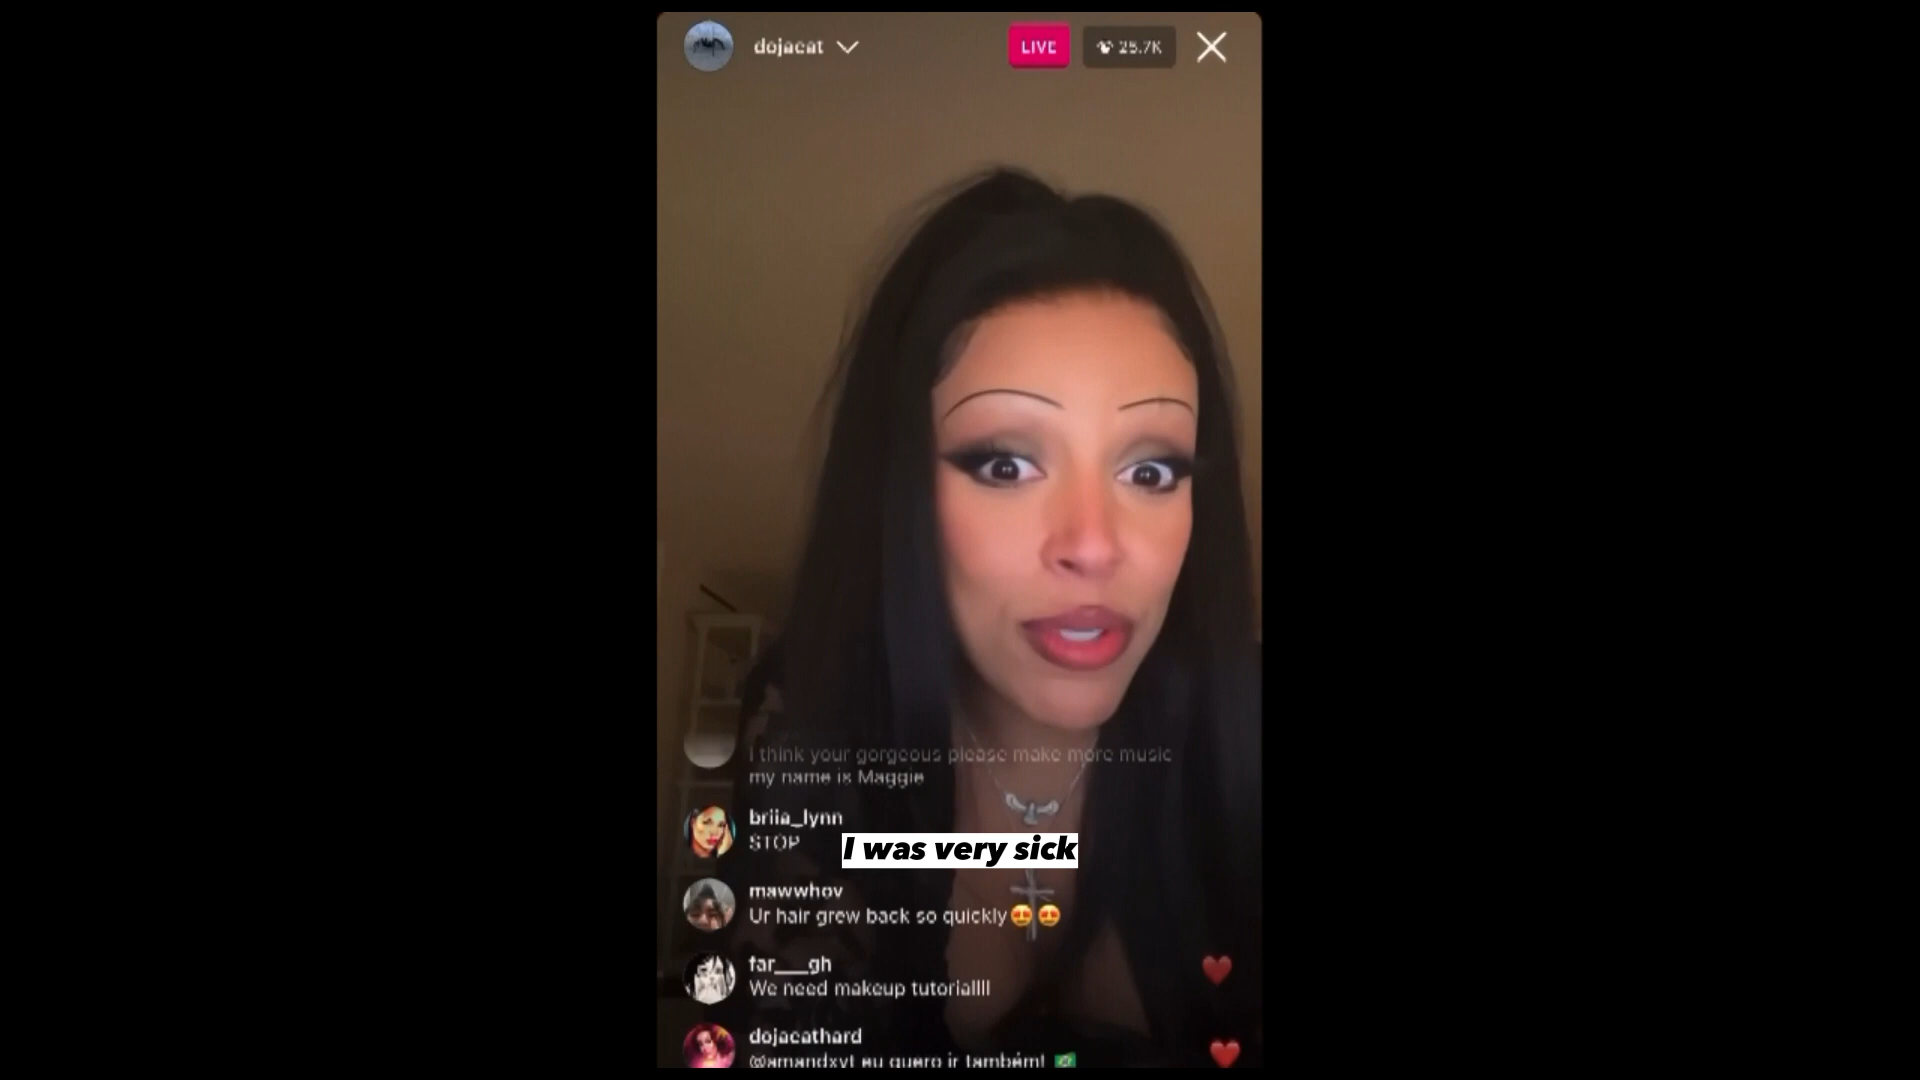 dojacat
LIVE
25.7K
I think your gorgeous please make more music
my name is Maggie
briia_lynn
STOP
I was very sick
mawwhov
Ur hair grew back so quickly😍😍
far___gh
We need makeup tutoriallll
dojacathard
@amandxvt eu quero ir também! 🇧🇷